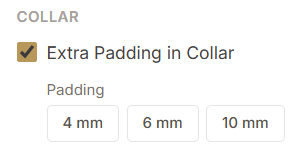 COLLAR
Extra Padding in Collar
Padding
4 mm 6 mm 10 mm